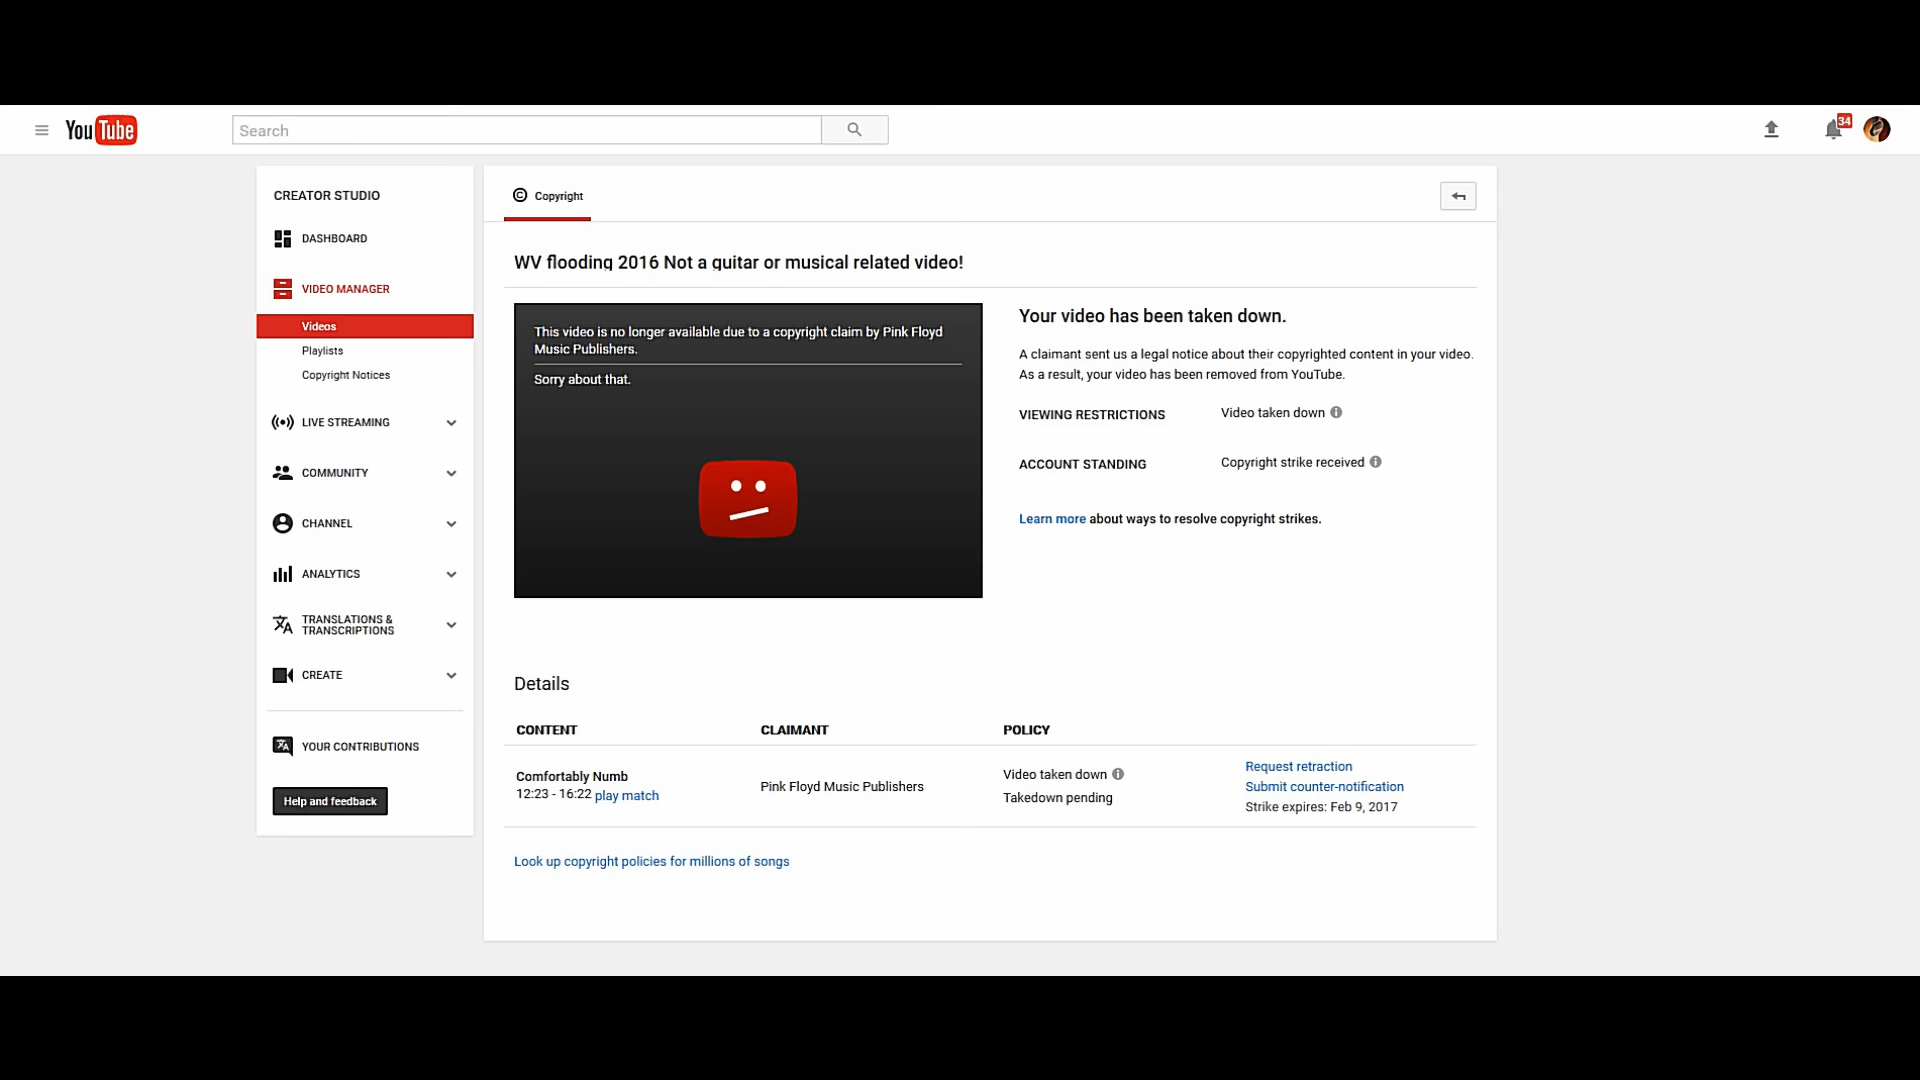 YouTube
Search
34
CREATOR STUDIO
DASHBOARD
VIDEO MANAGER
Videos
Playlists
Copyright Notices
LIVE STREAMING
COMMUNITY
CHANNEL
ANALYTICS
TRANSLATIONS &
TRANSCRIPTIONS
CREATE
YOUR CONTRIBUTIONS
Help and feedback
Copyright
WV flooding 2016 Not a guitar or musical related video!
This video is no longer available due to a copyright claim by Pink Floyd
Music Publishers.
Sorry about that.
Your video has been taken down.
A claimant sent us a legal notice about their copyrighted content in your video.
As a result, your video has been removed from YouTube.
VIEWING RESTRICTIONS Video taken down
ACCOUNT STANDING Copyright strike received
Learn more about ways to resolve copyright strikes.
Details
CONTENT CLAIMANT POLICY
Comfortably Numb
12:23 - 16:22 play match
Pink Floyd Music Publishers
Video taken down
Takedown pending
Request retraction
Submit counter-notification
Strike expires: Feb 9, 2017
Look up copyright policies for millions of songs